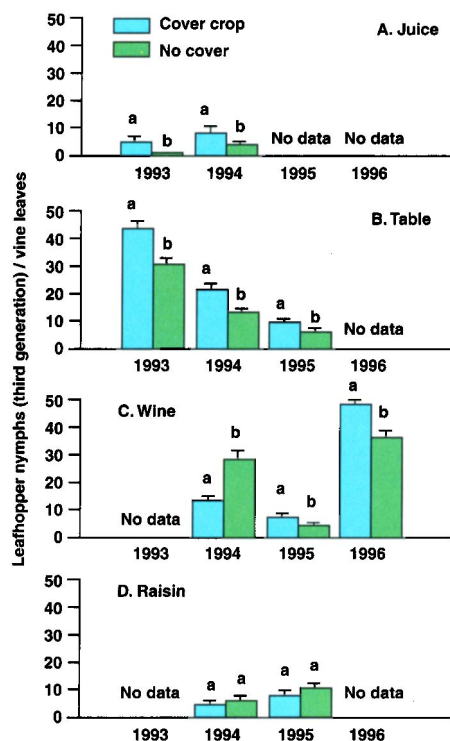 Leafhopper nymphs (third generation) / vine leaves
Cover crop
No cover
A. Juice
50
40
30
20
10
0
a b a b
No data No data
1993 1994 1995 1996
B. Table
50
40
30
20
10
0
a b a b a b
No data
1993 1994 1995 1996
C. Wine
50
40
30
20
10
0
No data
a b a b a b
1993 1994 1995 1996
D. Raisin
50
40
30
20
10
0
No data
a a a a
No data
1993 1994 1995 1996